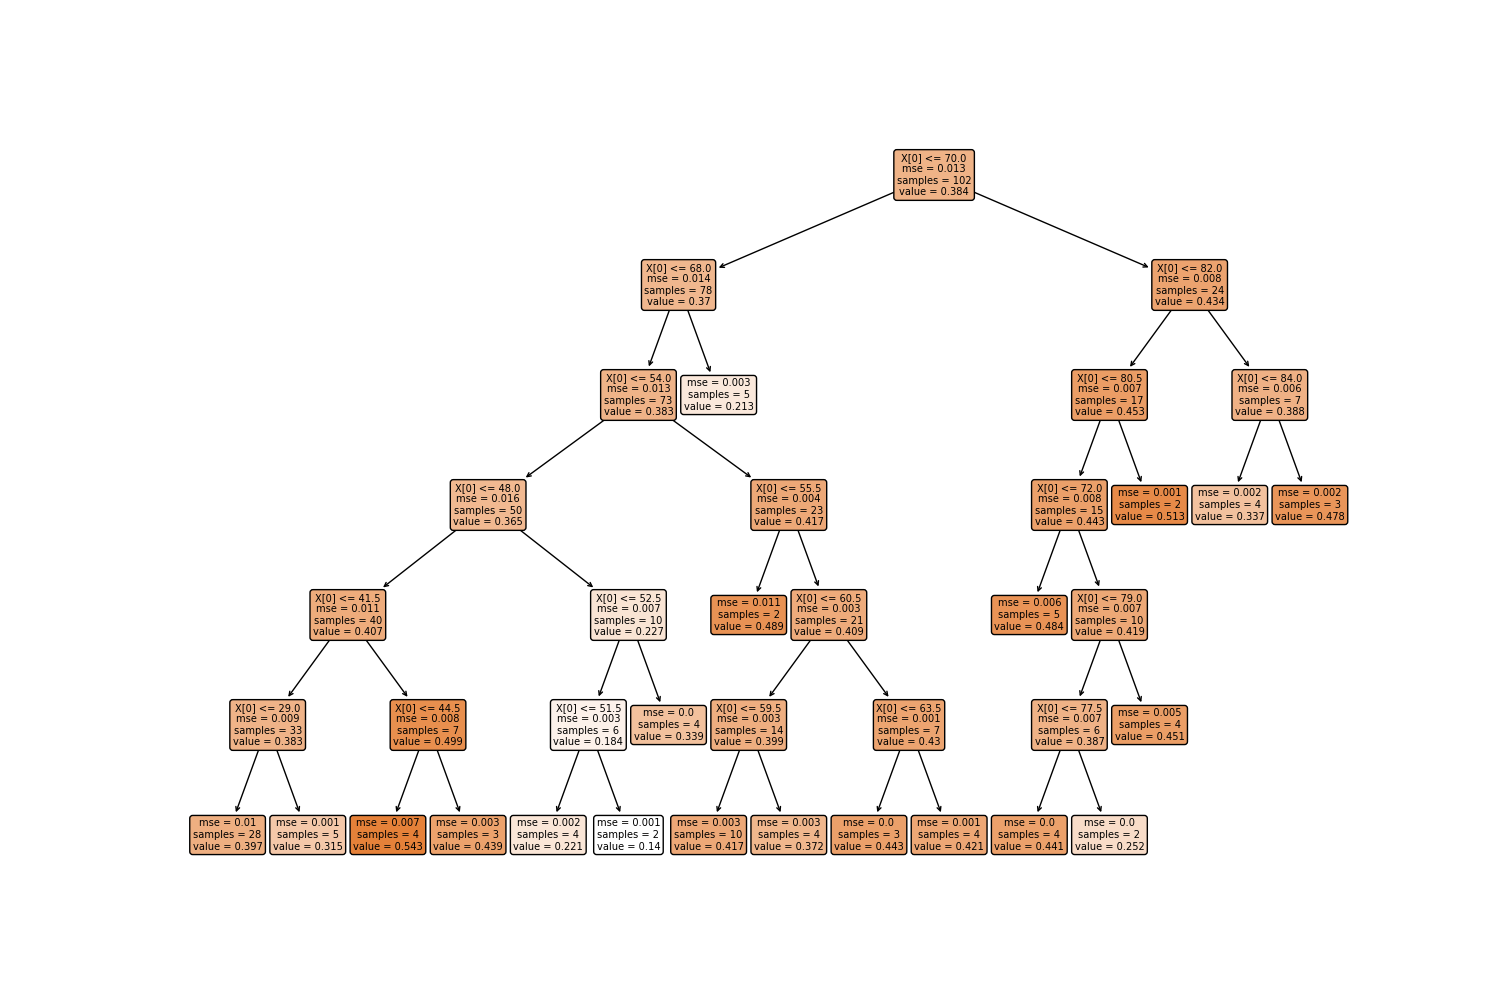 X[0] <= 70.0
mse = 0.013
samples = 102
value = 0.384
X[0] <= 68.0
mse = 0.014
samples = 78
value = 0.37
X[0] <= 82.0
mse = 0.008
samples = 24
value = 0.434
X[0] <= 54.0
mse = 0.013
samples = 73
value = 0.383
mse = 0.003
samples = 5
value = 0.213
X[0] <= 80.5
mse = 0.007
samples = 17
value = 0.453
X[0] <= 84.0
mse = 0.006
samples = 7
value = 0.388
X[0] <= 48.0
mse = 0.016
samples = 50
value = 0.365
X[0] <= 55.5
mse = 0.004
samples = 23
value = 0.417
X[0] <= 72.0
mse = 0.008
samples = 15
value = 0.443
mse = 0.001
samples = 2
value = 0.513
mse = 0.002
samples = 4
value = 0.337
mse = 0.002
samples = 3
value = 0.478
X[0] <= 41.5
mse = 0.011
samples = 40
value = 0.407
X[0] <= 52.5
mse = 0.007
samples = 10
value = 0.227
mse = 0.011
samples = 2
value = 0.489
X[0] <= 60.5
mse = 0.003
samples = 21
value = 0.409
mse = 0.006
samples = 5
value = 0.484
X[0] <= 79.0
mse = 0.007
samples = 10
value = 0.419
X[0] <= 29.0
mse = 0.009
samples = 33
value = 0.383
X[0] <= 44.5
mse = 0.008
samples = 7
value = 0.499
X[0] <= 51.5
mse = 0.003
samples = 6
value = 0.184
mse = 0.0
samples = 4
value = 0.339
X[0] <= 59.5
mse = 0.003
samples = 14
value = 0.399
X[0] <= 63.5
mse = 0.001
samples = 7
value = 0.43
X[0] <= 77.5
mse = 0.007
samples = 6
value = 0.387
mse = 0.005
samples = 4
value = 0.451
mse = 0.01
samples = 28
value = 0.397
mse = 0.001
samples = 5
value = 0.315
mse = 0.007
samples = 4
value = 0.543
mse = 0.003
samples = 3
value = 0.439
mse = 0.002
samples = 4
value = 0.221
mse = 0.001
samples = 2
value = 0.14
mse = 0.003
samples = 10
value = 0.417
mse = 0.003
samples = 4
value = 0.372
mse = 0.0
samples = 3
value = 0.443
mse = 0.001
samples = 4
value = 0.421
mse = 0.0
samples = 4
value = 0.441
mse = 0.0
samples = 2
value = 0.252